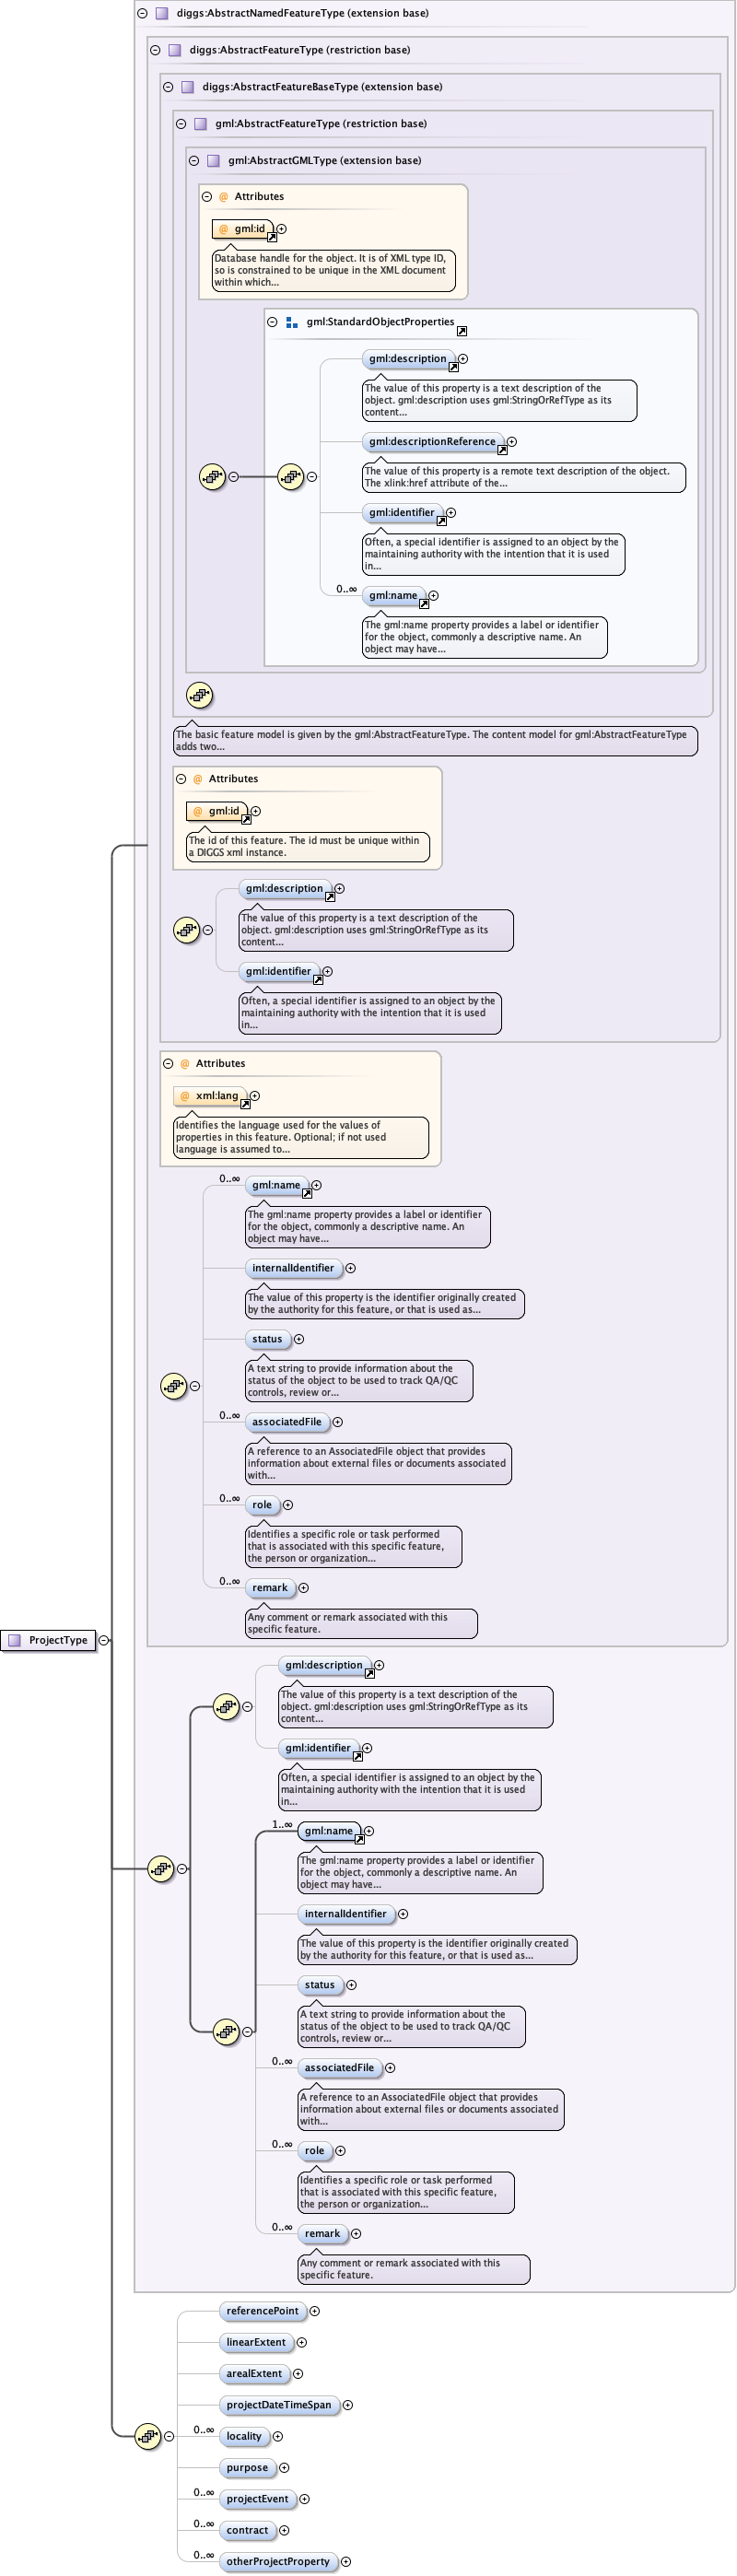 diggs:AbstractNamedFeatureType (extension base)
diggs:AbstractFeatureType (restriction base)
diggs:AbstractFeatureBaseType (extension base)
gml:AbstractFeatureType (restriction base)
gml:AbstractGMLType (extension base)
@ Attributes
@ gml:id
Database handle for the object. It is of XML type ID,
so is constrained to be unique in the XML document
within which...
gml:StandardObjectProperties
gml:description
The value of this property is a text description of the
object. gml:description uses gml:StringOrRefType as its
content...
gml:descriptionReference
The value of this property is a remote text description of the object.
The xlink:href attribute of the...
gml:identifier
Often, a special identifier is assigned to an object by the
maintaining authority with the intention that it is used
in...
0..∞
gml:name
The gml:name property provides a label or identifier
for the object, commonly a descriptive name. An
object may have...
The basic feature model is given by the gml:AbstractFeatureType. The content model for gml:AbstractFeatureType
adds two...
@ Attributes
@ gml:id
The id of this feature. The id must be unique within
a DIGGS xml instance.
gml:description
The value of this property is a text description of the
object. gml:description uses gml:StringOrRefType as its
content...
gml:identifier
Often, a special identifier is assigned to an object by the
maintaining authority with the intention that it is used
in...
@ Attributes
@ xml:lang
Identifies the language used for the values of
properties in this feature. Optional; if not used
language is assumed to...
0..∞
gml:name
The gml:name property provides a label or identifier
for the object, commonly a descriptive name. An
object may have...
internalIdentifier
The value of this property is the identifier originally created
by the authority for this feature, or that is used as...
status
A text string to provide information about the
status of the object to be used to track QA/QC
controls, review or...
0..∞
associatedFile
A reference to an AssociatedFile object that provides
information about external files or documents associated
with...
0..∞
role
Identifies a specific role or task performed
that is associated with this specific feature,
the person or organization...
0..∞
remark
Any comment or remark associated with this
specific feature.
ProjectType
gml:description
The value of this property is a text description of the
object. gml:description uses gml:StringOrRefType as its
content...
gml:identifier
Often, a special identifier is assigned to an object by the
maintaining authority with the intention that it is used
in...
1..∞
gml:name
The gml:name property provides a label or identifier
for the object, commonly a descriptive name. An
object may have...
internalIdentifier
The value of this property is the identifier originally created
by the authority for this feature, or that is used as...
status
A text string to provide information about the
status of the object to be used to track QA/QC
controls, review or...
0..∞
associatedFile
A reference to an AssociatedFile object that provides
information about external files or documents associated
with...
0..∞
role
Identifies a specific role or task performed
that is associated with this specific feature,
the person or organization...
0..∞
remark
Any comment or remark associated with this
specific feature.
referencePoint
linearExtent
arealExtent
projectDateTimeSpan
0..∞
locality
purpose
0..∞
projectEvent
0..∞
contract
0..∞
otherProjectProperty